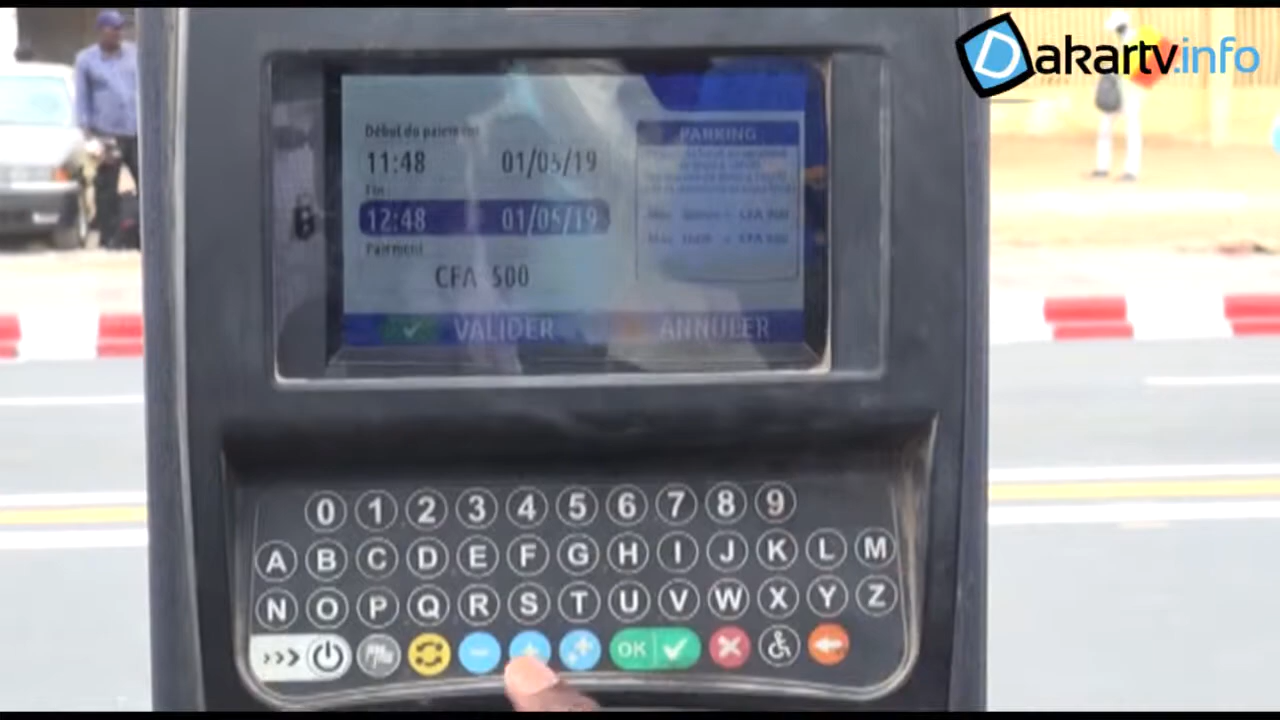 Dakartv.info
Début de paiement
11:48 01/05/19
Fin
12:48 01/05/19
Paiement
CFA 500
VALIDER ANNULER
PARKING
0 1 2 3 4 5 6 7 8 9
A B C D E F G H I J K L M
N O P Q R S T U V W X Y Z
>>> - + OK